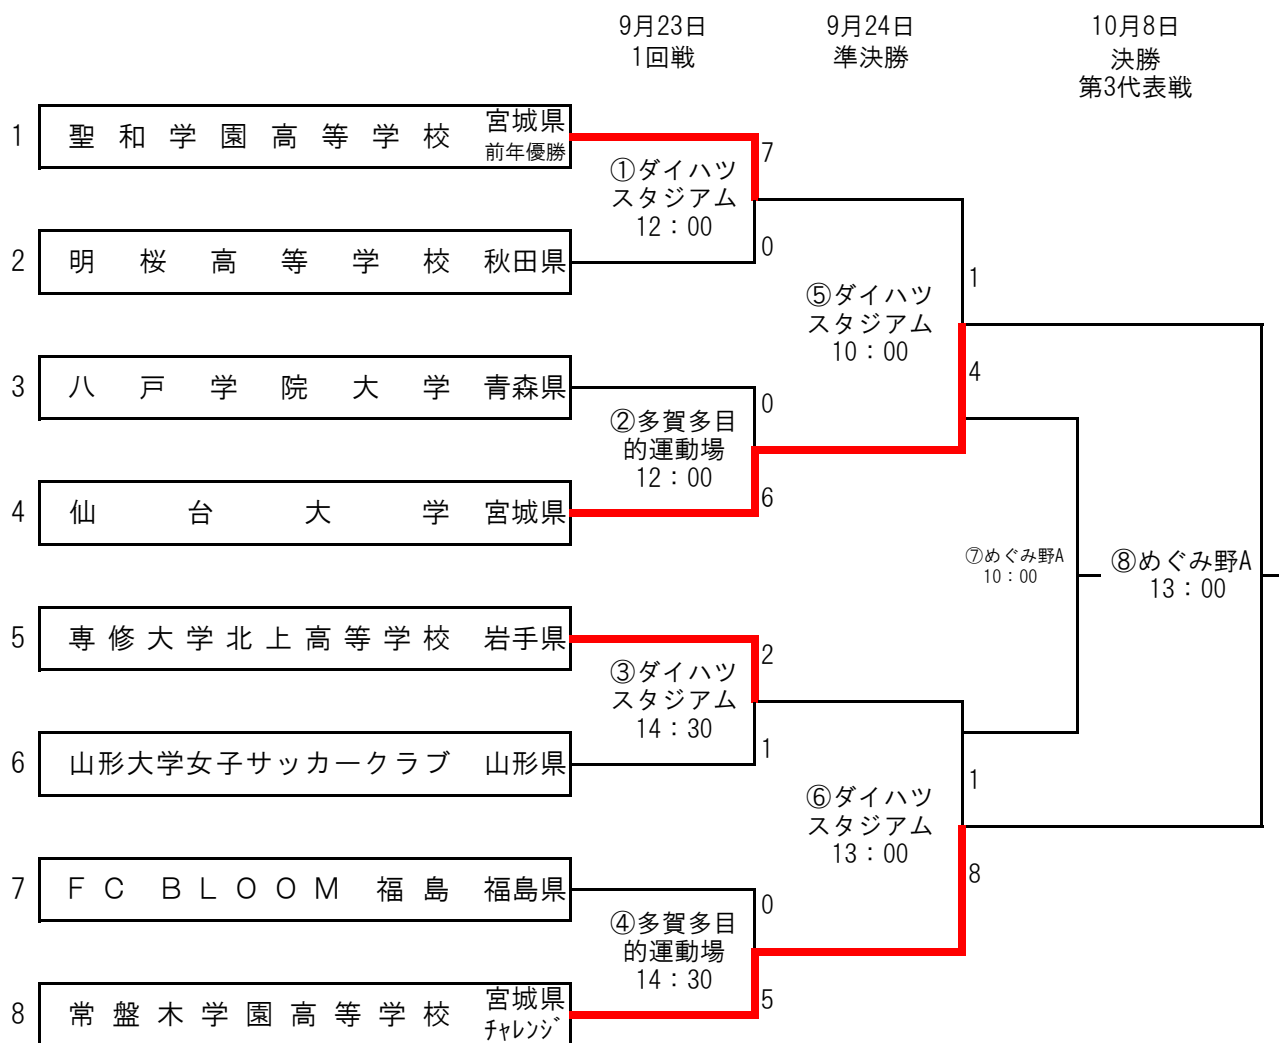 9月23日
1回戦
9月24日
準決勝
10月8日
決勝
第3代表戦
1 聖和学園高等学校 宮城県
前年優勝
7
①ダイハツ
スタジアム
12：00
2 明桜高等学校 秋田県
0
1
⑤ダイハツ
スタジアム
10：00
4
3 八戸学院大学 青森県
0
②多賀多目
的運動場
12：00
4 仙台大学 宮城県
6
⑦めぐみ野A
10：00
⑧めぐみ野A
13：00
5 専修大学北上高等学校 岩手県
2
③ダイハツ
スタジアム
14：30
6 山形大学女子サッカークラブ 山形県
1
1
⑥ダイハツ
スタジアム
13：00
8
7 ＦＣ ＢＬＯＯＭ 福島 福島県
0
④多賀多目
的運動場
14：30
8 常盤木学園高等学校 宮城県
ﾁｬﾚﾝｼﾞ
5